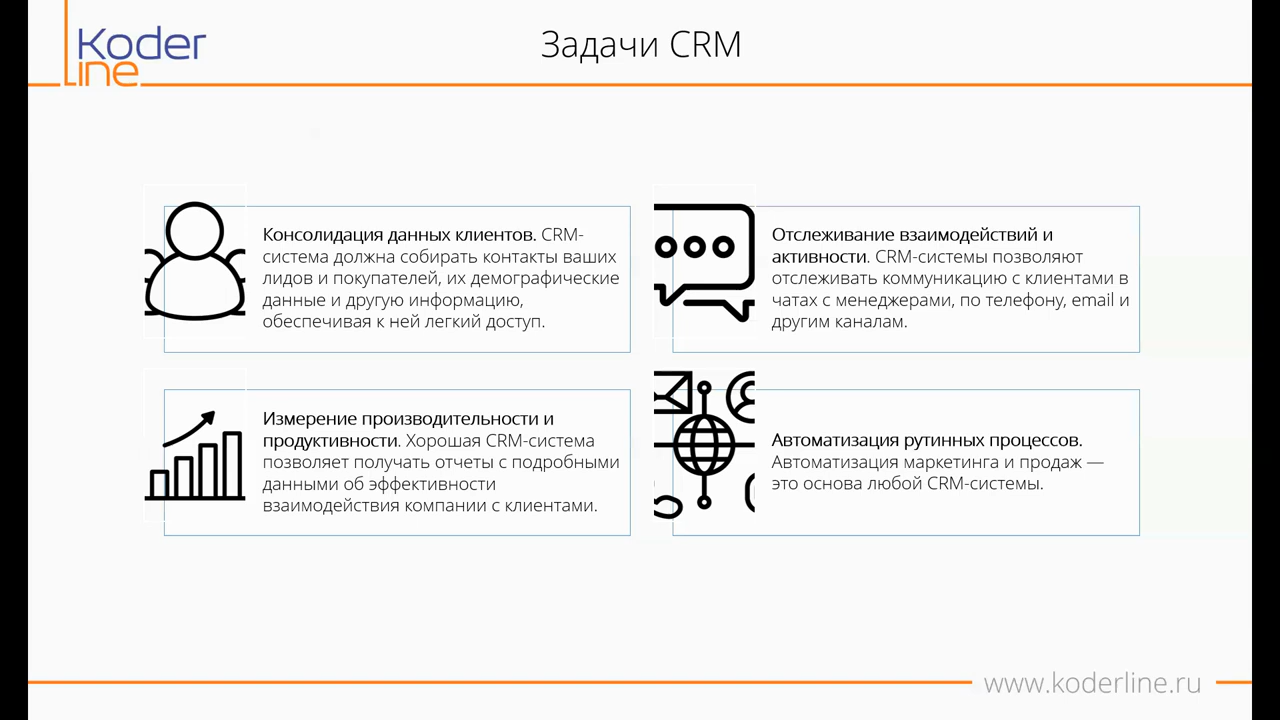 Koder
Line
Задачи CRM
Консолидация данных клиентов. CRM-
система должна собирать контакты ваших
лидов и покупателей, их демографические
данные и другую информацию,
обеспечивая к ней легкий доступ.
Отслеживание взаимодействий и
активности. CRM-системы позволяют
отслеживать коммуникацию с клиентами в
чатах с менеджерами, по телефону, email и
другим каналам.
Измерение производительности и
продуктивности. Хорошая CRM-система
позволяет получать отчеты с подробными
данными об эффективности
взаимодействия компании с клиентами.
Автоматизация рутинных процессов.
Автоматизация маркетинга и продаж —
это основа любой CRM-системы.
www.koderline.ru